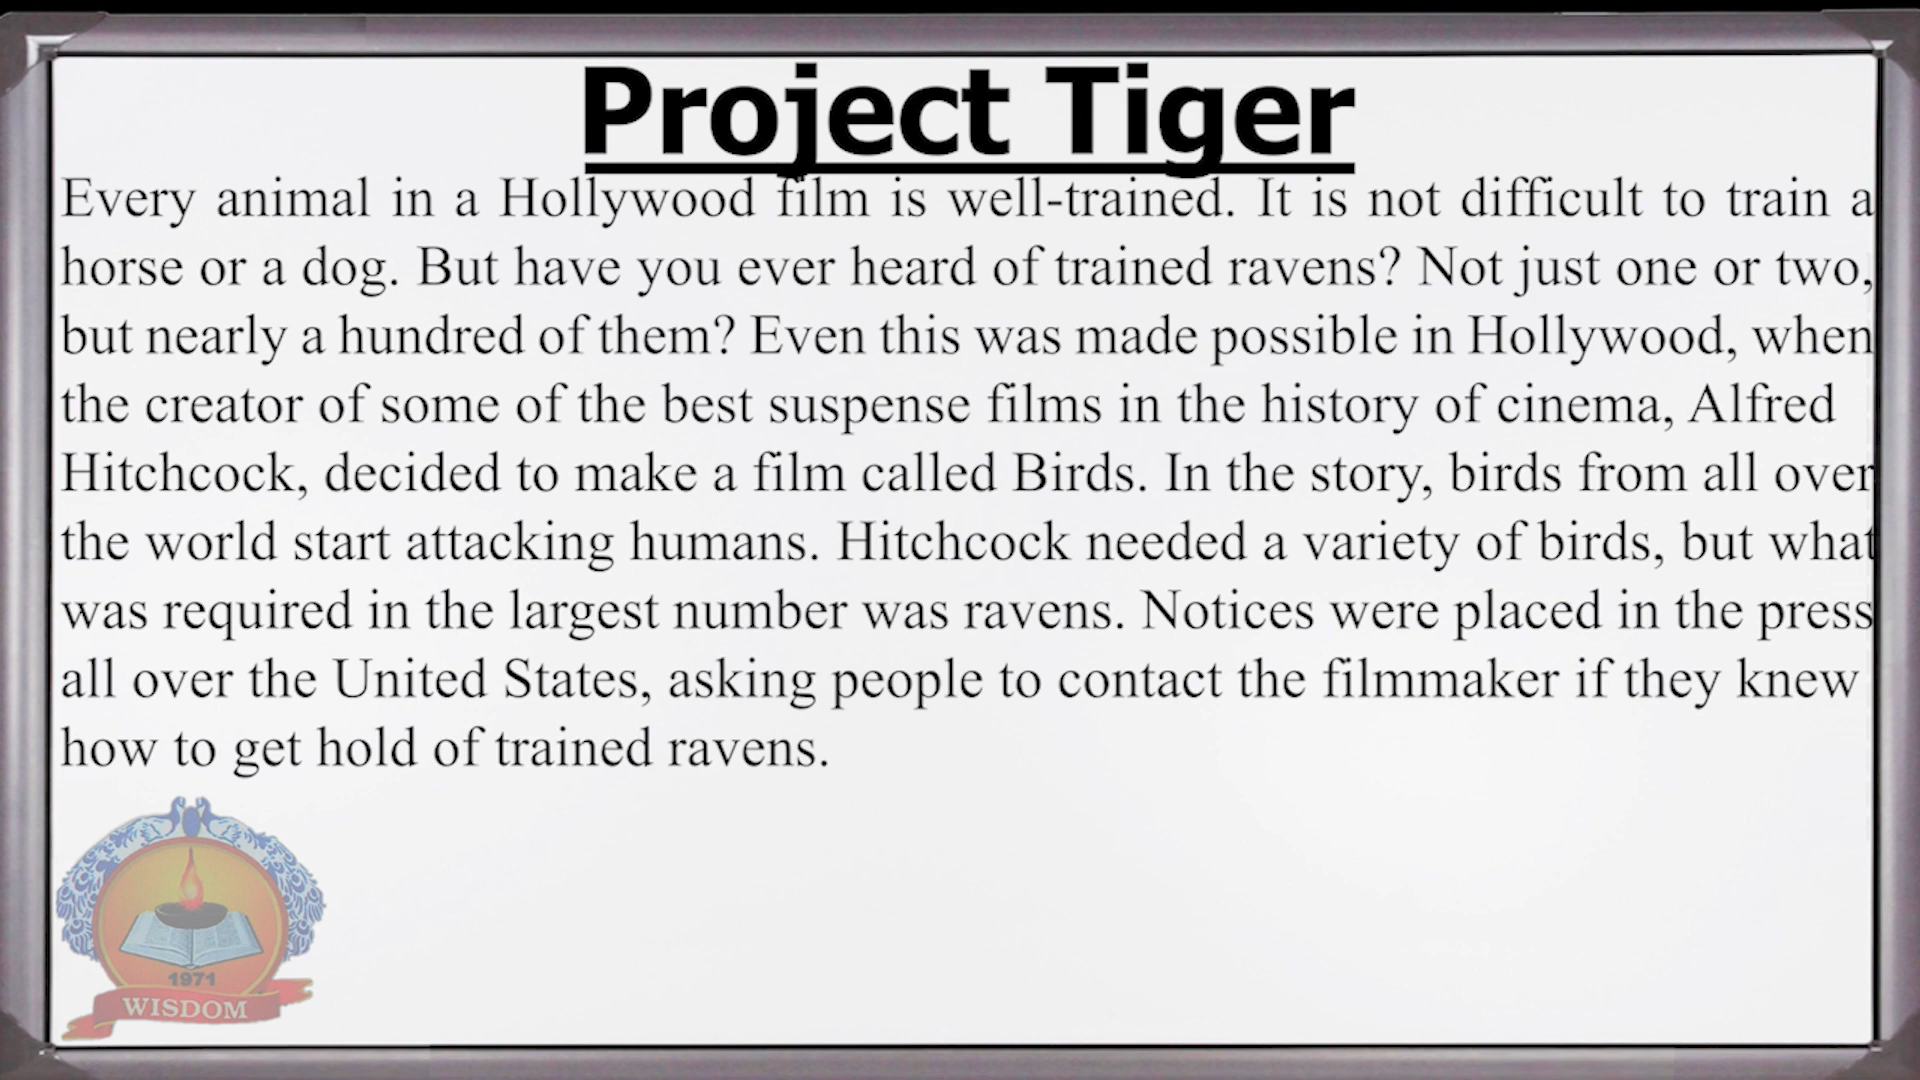 Project Tiger
Every animal in a Hollywood film is well-trained. It is not difficult to train a
horse or a dog. But have you ever heard of trained ravens? Not just one or two,
but nearly a hundred of them? Even this was made possible in Hollywood, when
the creator of some of the best suspense films in the history of cinema, Alfred
Hitchcock, decided to make a film called Birds. In the story, birds from all over
the world start attacking humans. Hitchcock needed a variety of birds, but what
was required in the largest number was ravens. Notices were placed in the press
all over the United States, asking people to contact the filmmaker if they knew
how to get hold of trained ravens.
1971
WISDOM